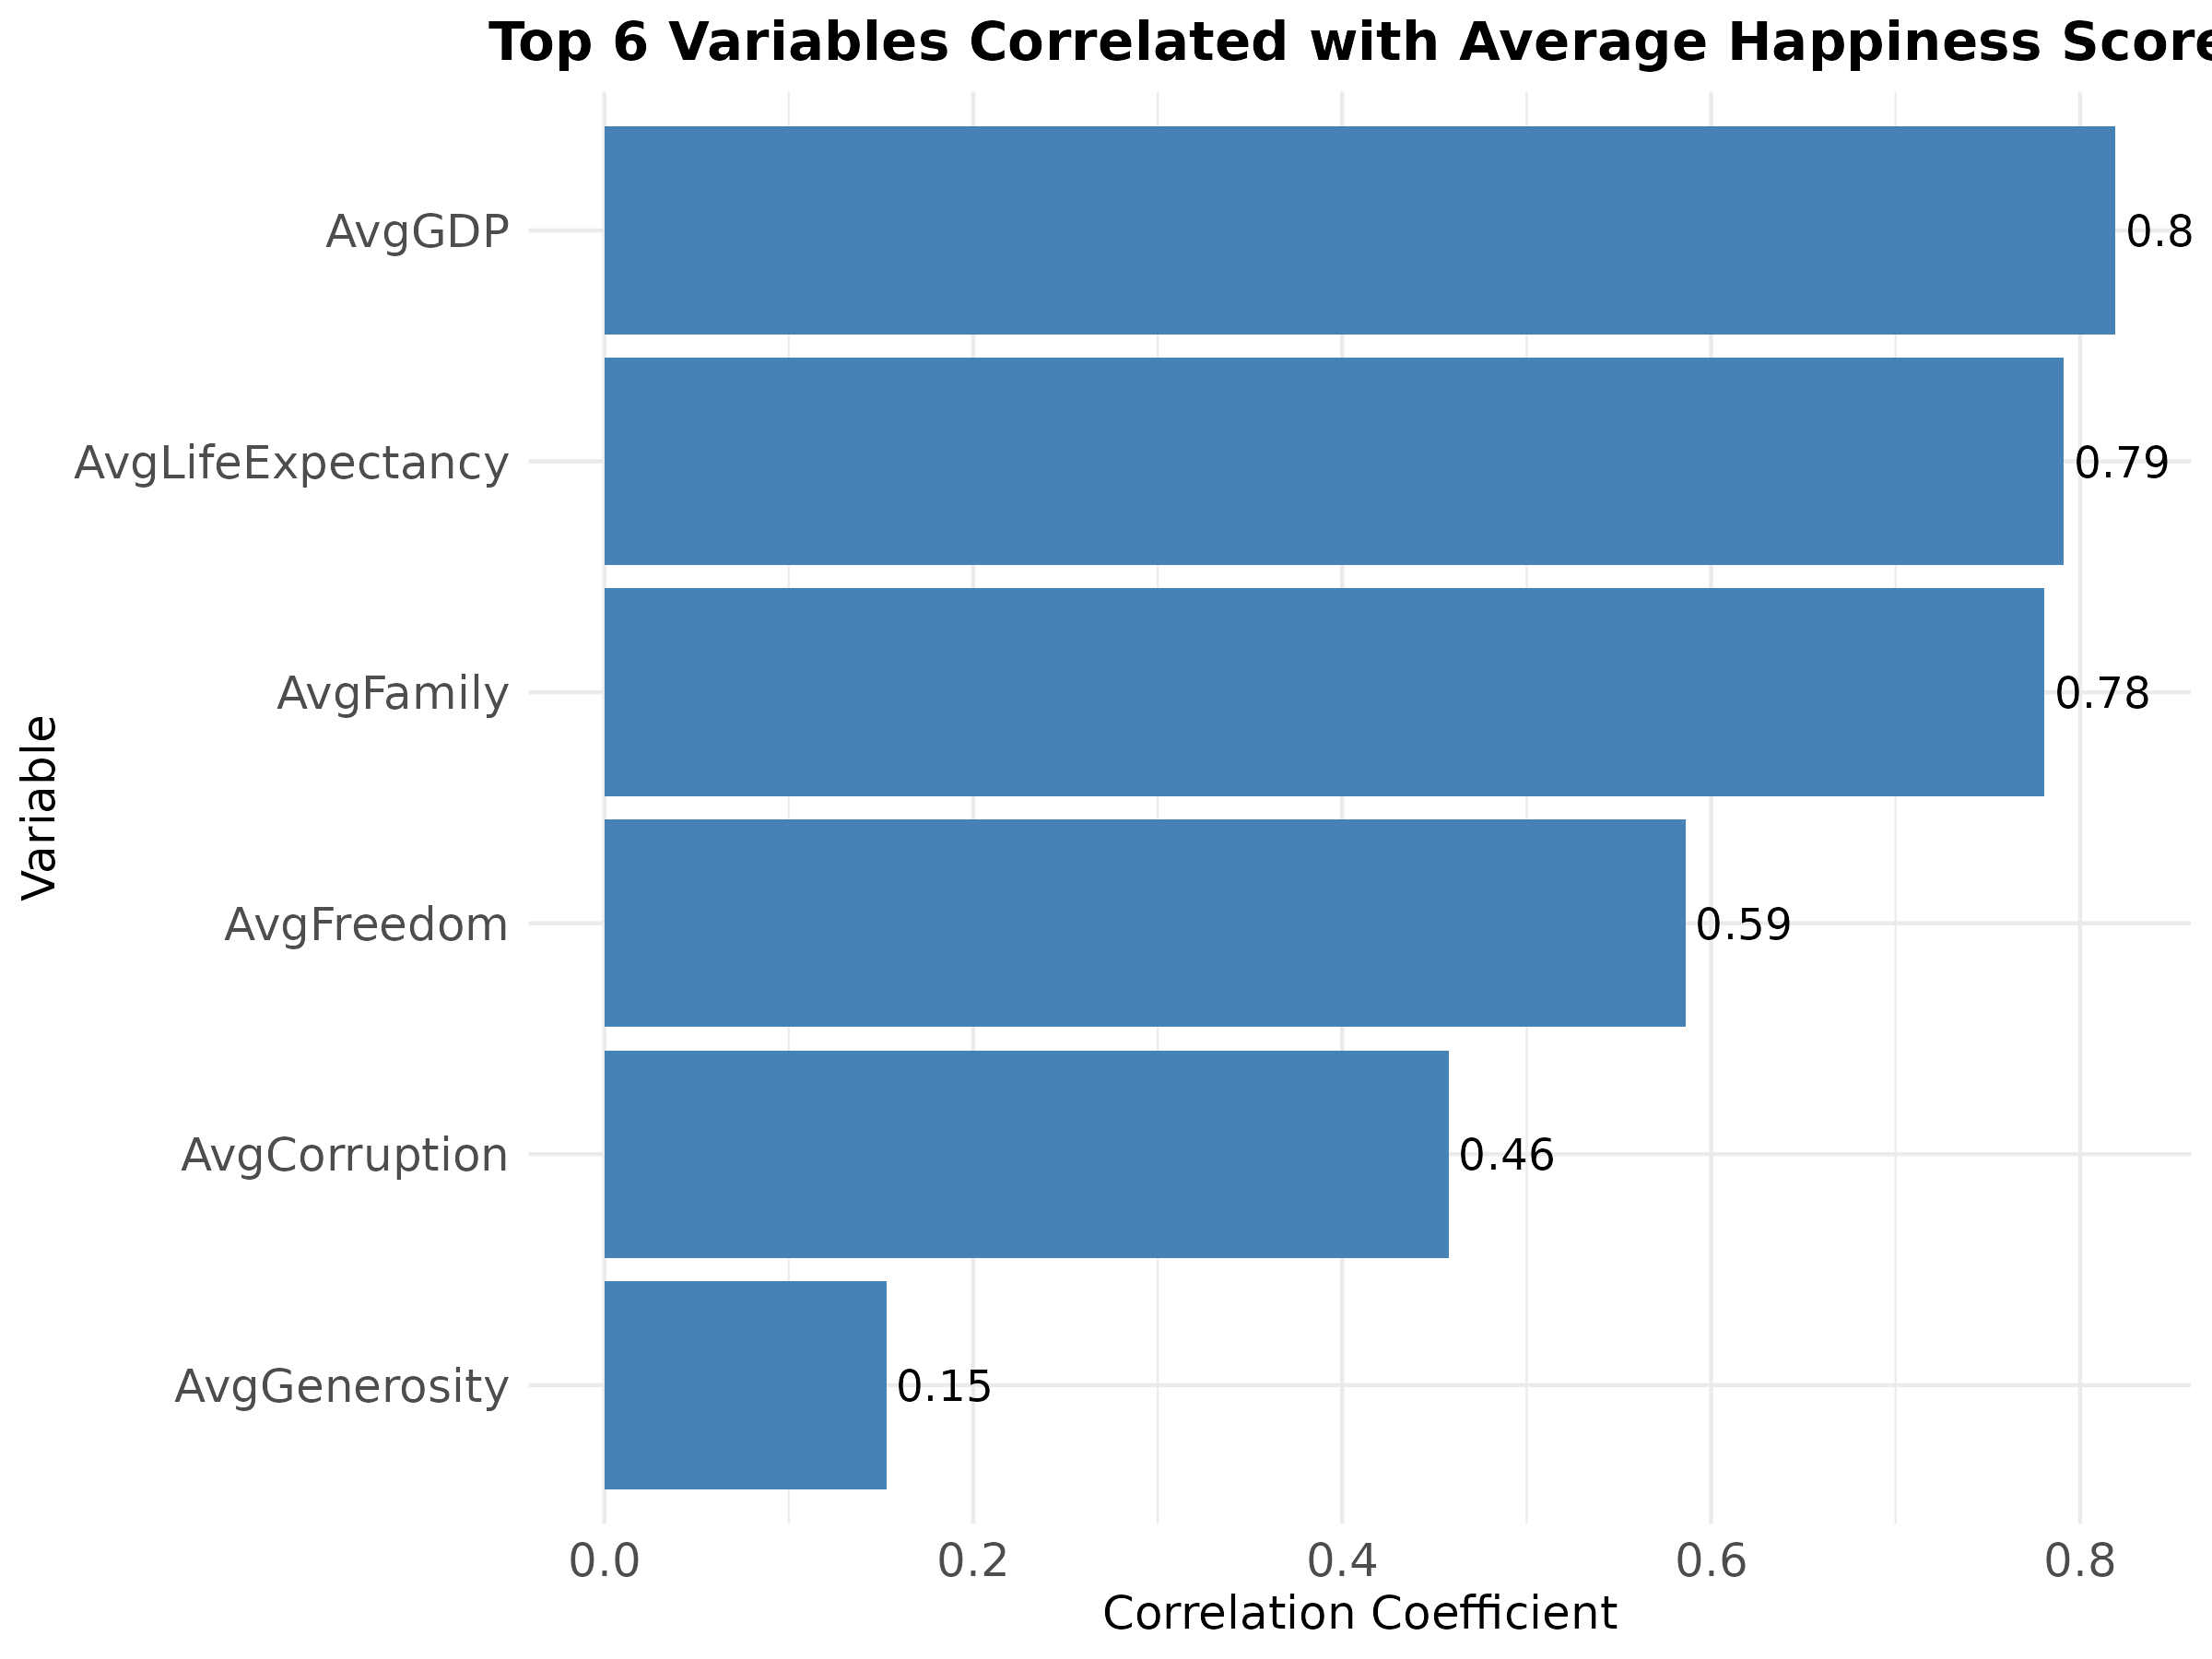 Top 6 Variables Correlated with Average Happiness Score
AvgGDP
0.8
AvgLifeExpectancy
0.79
AvgFamily
0.78
Variable
AvgFreedom
0.59
AvgCorruption
0.46
AvgGenerosity
0.15
0.0 0.2 0.4 0.6 0.8
Correlation Coefficient